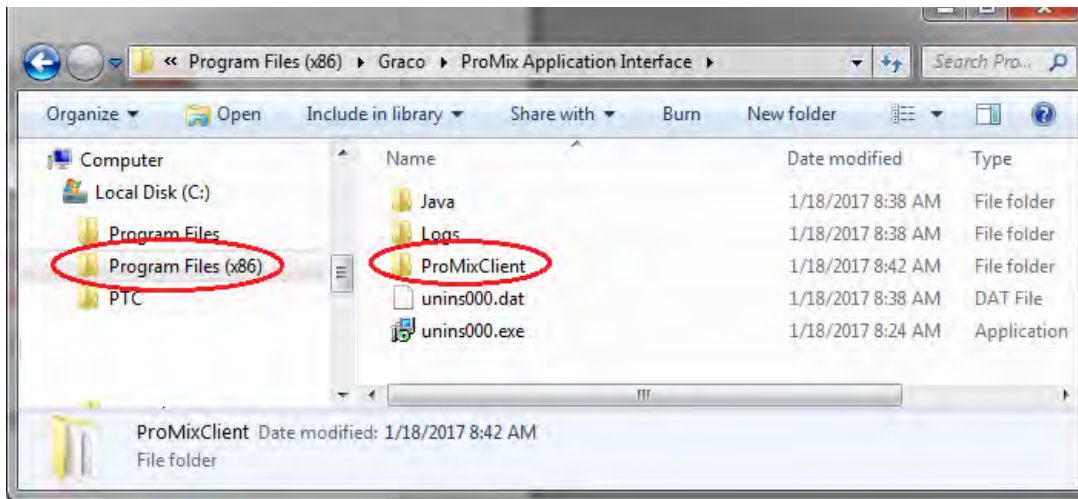 « Program Files (x86) ▸ Graco ▸ ProMix Application Interface ▸ Search Pro...
Organize Open Include in library Share with Burn New folder
Name Date modified Type
Computer
Local Disk (C:)
Program Files
Program Files (x86)
PTC
Java 1/18/2017 8:38 AM File folder
Logs 1/18/2017 8:38 AM File folder
ProMixClient 1/18/2017 8:42 AM File folder
unins000.dat 1/18/2017 8:38 AM DAT File
unins000.exe 1/18/2017 8:24 AM Application
ProMixClient Date modified: 1/18/2017 8:42 AM
File folder